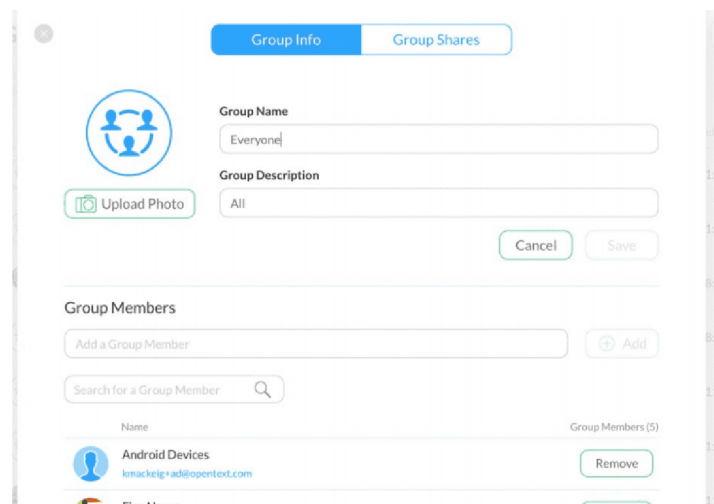 Group Info
Group Shares
Group Name
Everyone
Upload Photo
Group Description
All
Cancel
Save
Group Members
Add a Group Member
Add
Search for a Group Member
Name
Group Members (5)
Android Devices
kmackeig+ad@opentext.com
Remove